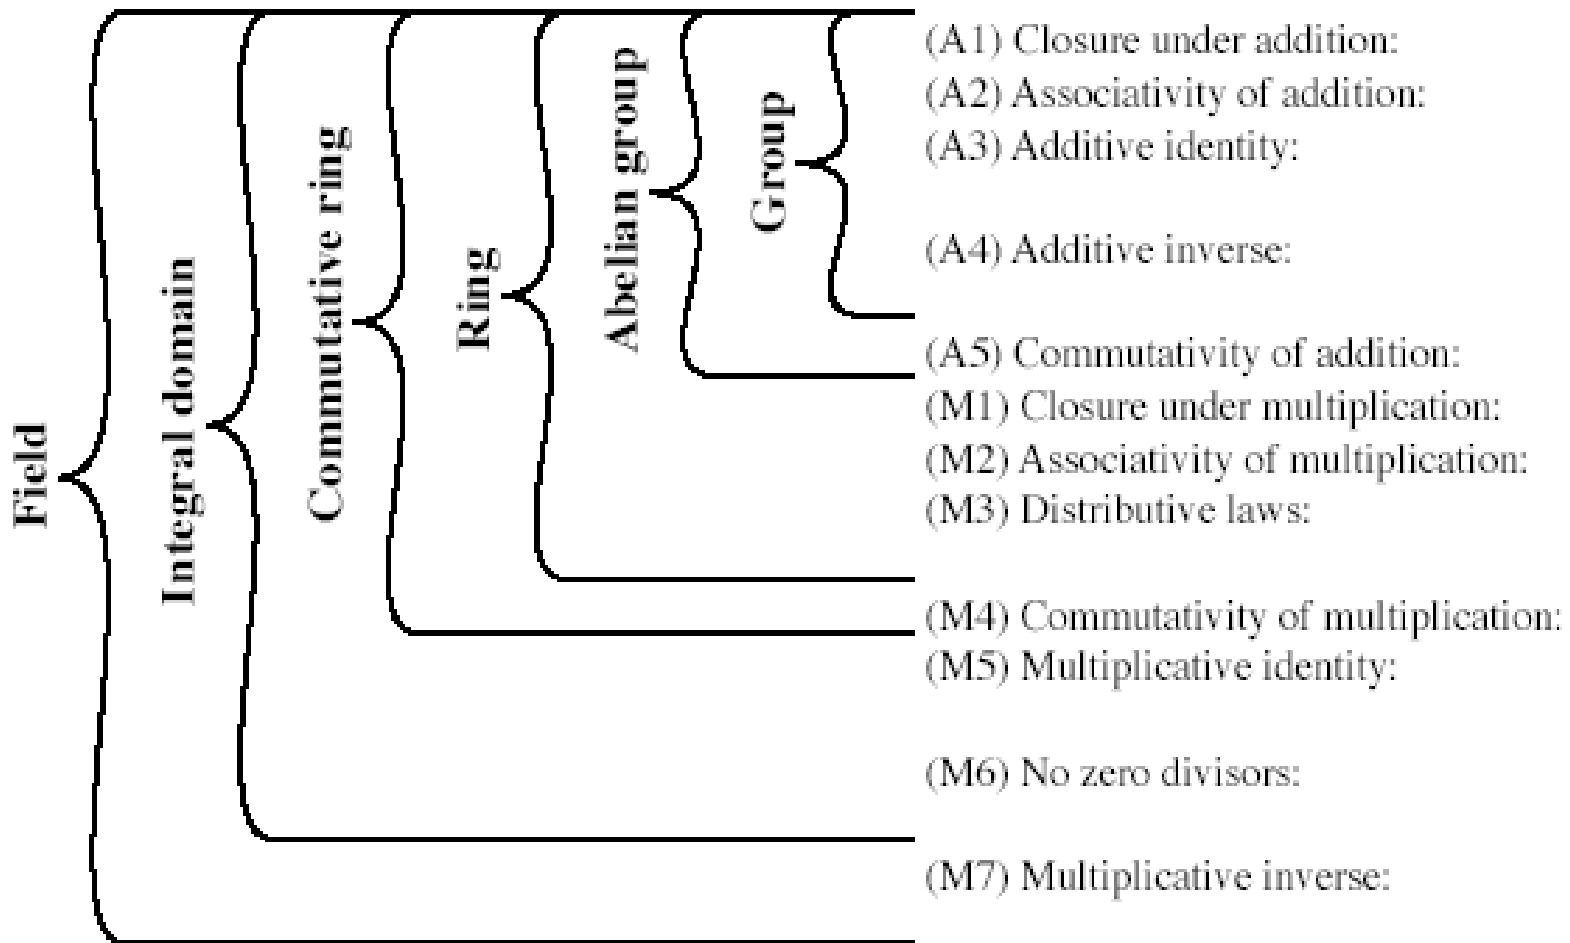 Field
Integral domain
Commutative ring
Ring
Abelian group
Group
(A1) Closure under addition:
(A2) Associativity of addition:
(A3) Additive identity:
(A4) Additive inverse:
(A5) Commutativity of addition:
(M1) Closure under multiplication:
(M2) Associativity of multiplication:
(M3) Distributive laws:
(M4) Commutativity of multiplication:
(M5) Multiplicative identity:
(M6) No zero divisors:
(M7) Multiplicative inverse: